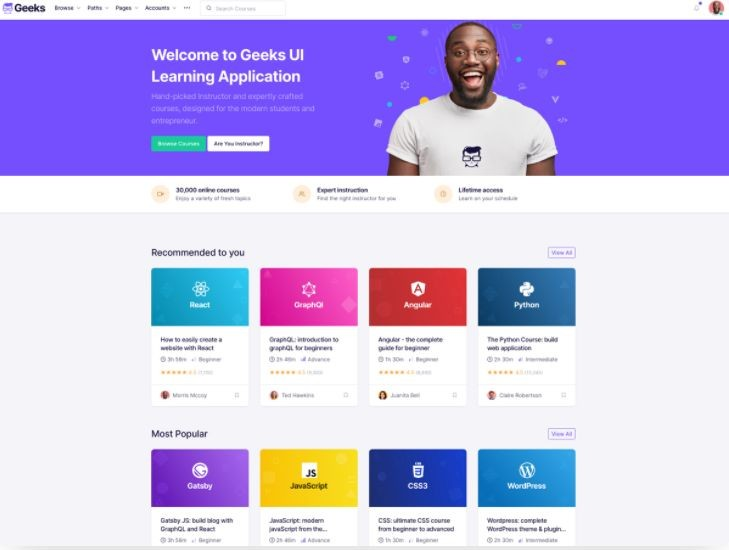 Geeks
Browse
Paths
Pages
Accounts
Search Courses
Welcome to Geeks UI
Learning Application
Hand-picked Instructor and expertly crafted
courses, designed for the modern students and
entrepreneur.
Browse Courses
Are You Instructor?
30,000 online courses
Enjoy a variety of fresh topics
Expert instruction
Find the right instructor for you
Lifetime access
Learn on your schedule
Recommended to you
View All
React
GraphQl
Angular
Python
How to easily create a
website with React
3h 56m Beginner
4.5
Morris Mccoy
GraphQL: introduction to
graphQL for beginners
2h 46m Advance
4.5
Ted Hawkins
Angular - the complete
guide for beginner
1h 30m Beginner
4.5
Juanita Bell
The Python Course: build
web application
2h 30m Intermediate
4.5
Claire Robertson
Most Popular
View All
Gatsby
JS
JavaScript
CSS
CSS3
WordPress
Gatsby JS: build blog with
GraphQL and React
3h 56m Beginner
JavaScript: modern
javaScript from the...
2h 46m Advance
CSS: ultimate CSS course
from beginner to advanced
1h 30m Beginner
Wordpress: complete
WordPress theme & plugin...
2h 30m Intermediate